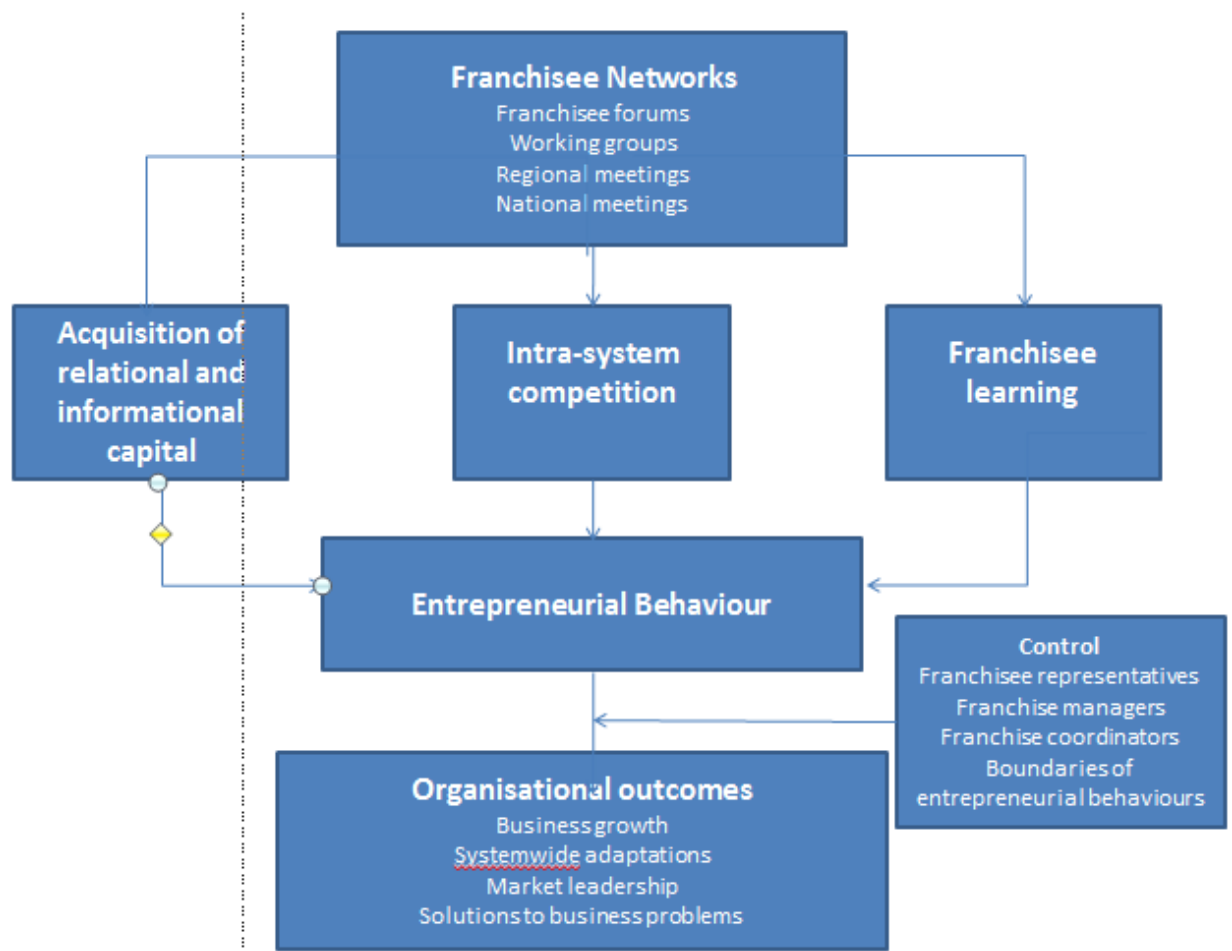 Franchisee Networks
Franchisee forums
Working groups
Regional meetings
National meetings
Acquisition of
relational and
informational
capital
Intra-system
competition
Franchisee
learning
Entrepreneurial Behaviour
Control
Franchisee representatives
Franchise managers
Franchise coordinators
Boundaries of
entrepreneurial behaviours
Organisational outcomes
Business growth
Systemwide adaptations
Market leadership
Solutions to business problems